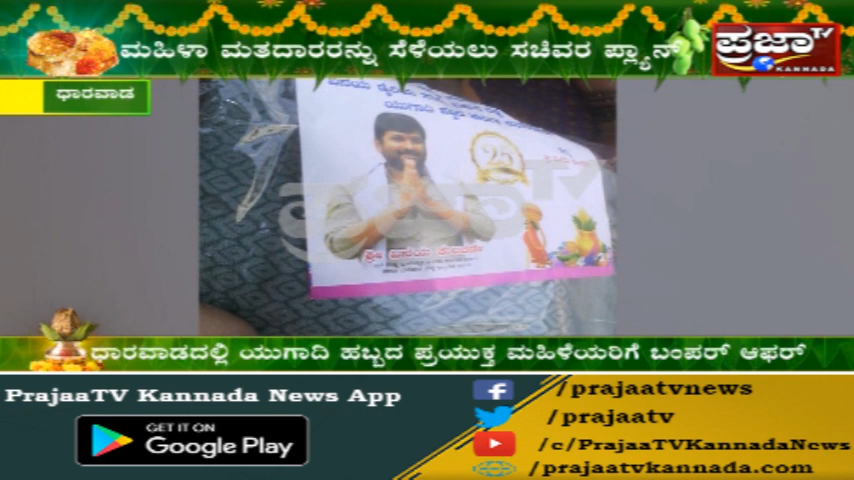 ಮಹಿಳಾ ಮತದಾರರನ್ನು ಸೆಳೆಯಲು ಸಚಿವರ ಪ್ಲ್ಯಾನ್
ಪ್ರಜಾ TV
KANNADA
ಧಾರವಾಡ
25
ಧಾರವಾಡದಲ್ಲಿ ಯುಗಾದಿ ಹಬ್ಬದ ಪ್ರಯುಕ್ತ ಮಹಿಳೆಯರಿಗೆ ಬಂಪರ್ ಆಫರ್
PrajaaTV Kannada News App
GET IT ON
Google Play
/prajaatvnews
/prajaatv
/c/PrajaaTVKannadaNews
/prajaatvkannada.com